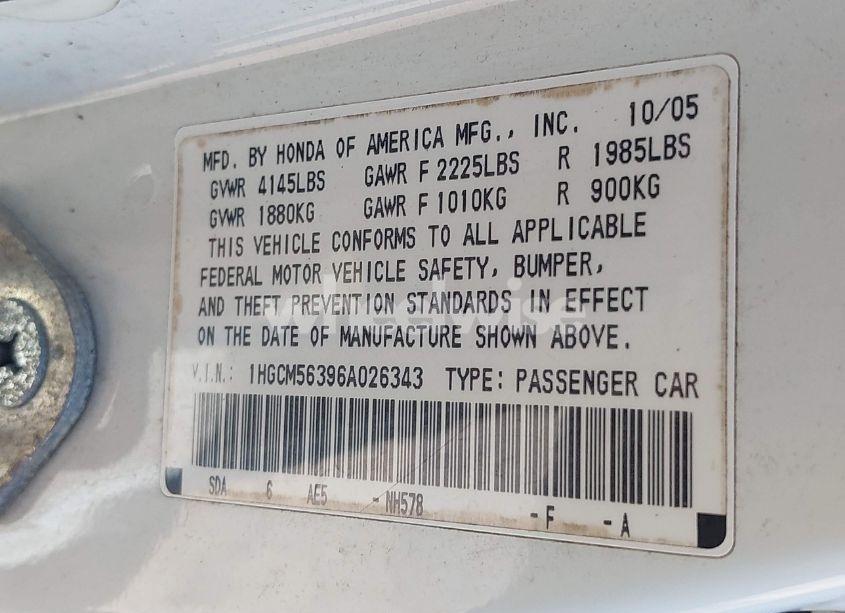 MFD. BY HONDA OF AMERICA MFG., INC. 10/05
GVWR 4145LBS GAWR F 2225LBS R 1985LBS
GVWR 1880KG GAWR F 1010KG R 900KG
THIS VEHICLE CONFORMS TO ALL APPLICABLE
FEDERAL MOTOR VEHICLE SAFETY, BUMPER,
AND THEFT PREVENTION STANDARDS IN EFFECT
ON THE DATE OF MANUFACTURE SHOWN ABOVE.
V.I.N.: 1HGCM56396A026343 TYPE: PASSENGER CAR
SDA 6 AE5 -NH578 -F -A
wheelwise